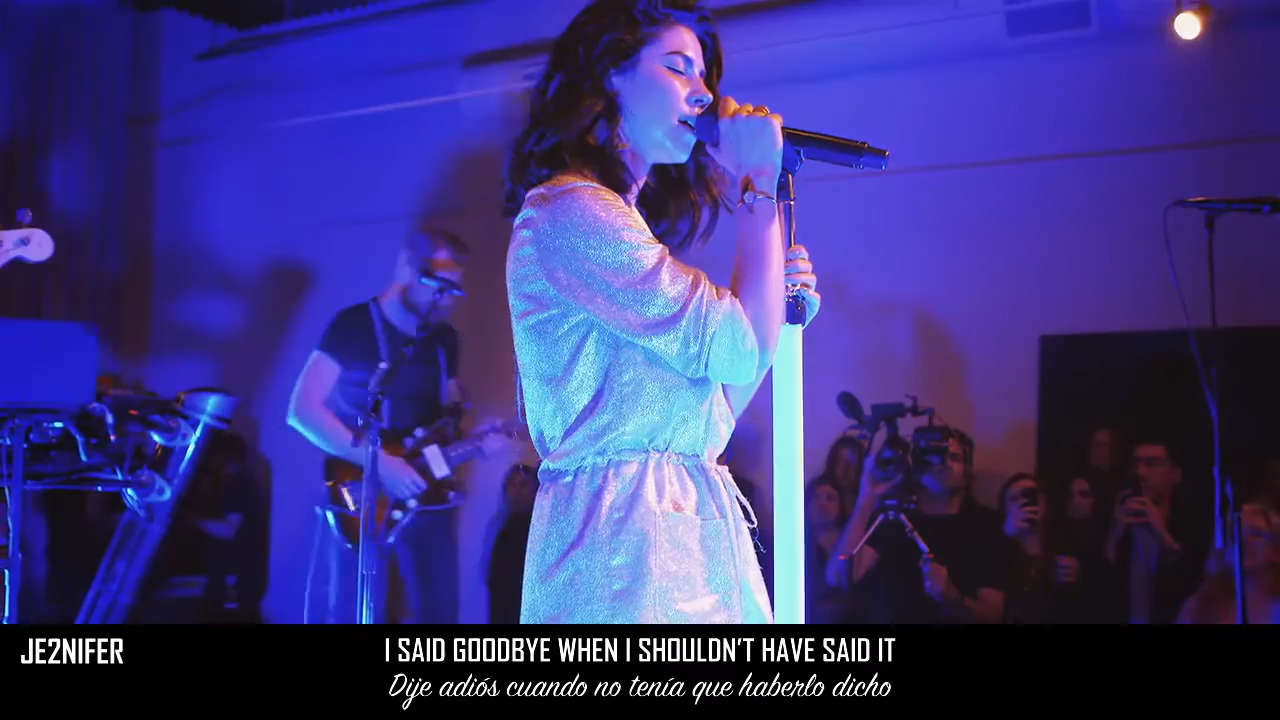 JE2NIFER
I SAID GOODBYE WHEN I SHOULDN'T HAVE SAID IT
Dije adiós cuando no tenía que haberlo dicho